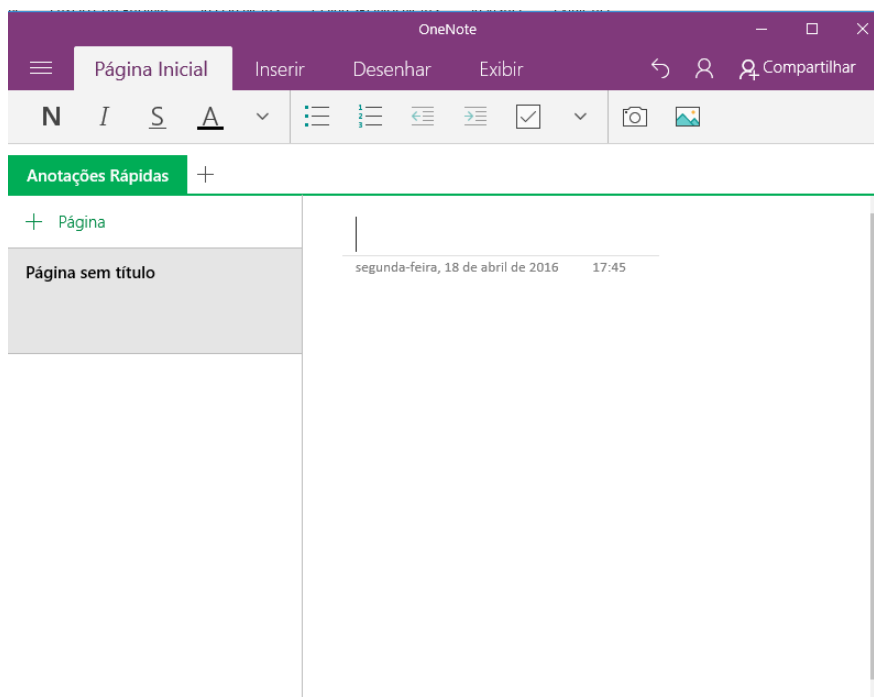 OneNote
Página Inicial Inserir Desenhar Exibir Compartilhar
N I S A
Anotações Rápidas
Página
Página sem título
segunda-feira, 18 de abril de 2016 17:45